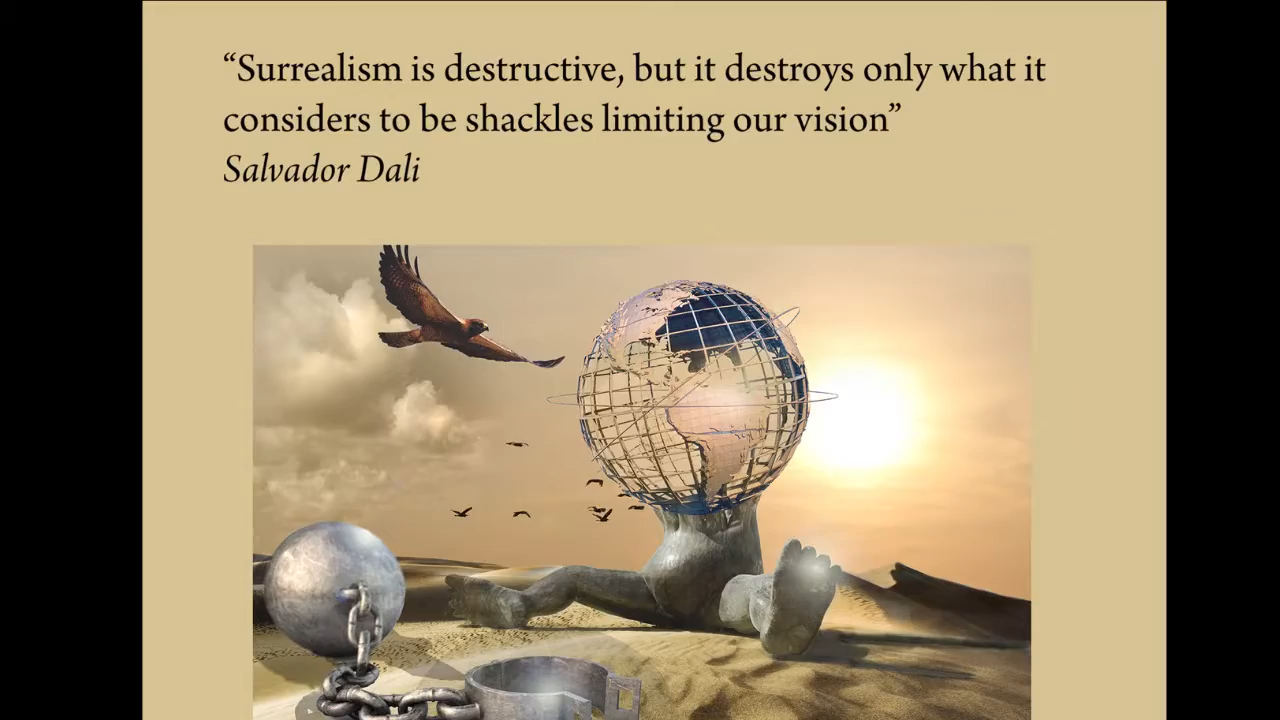 “Surrealism is destructive, but it destroys only what it
considers to be shackles limiting our vision”
Salvador Dali